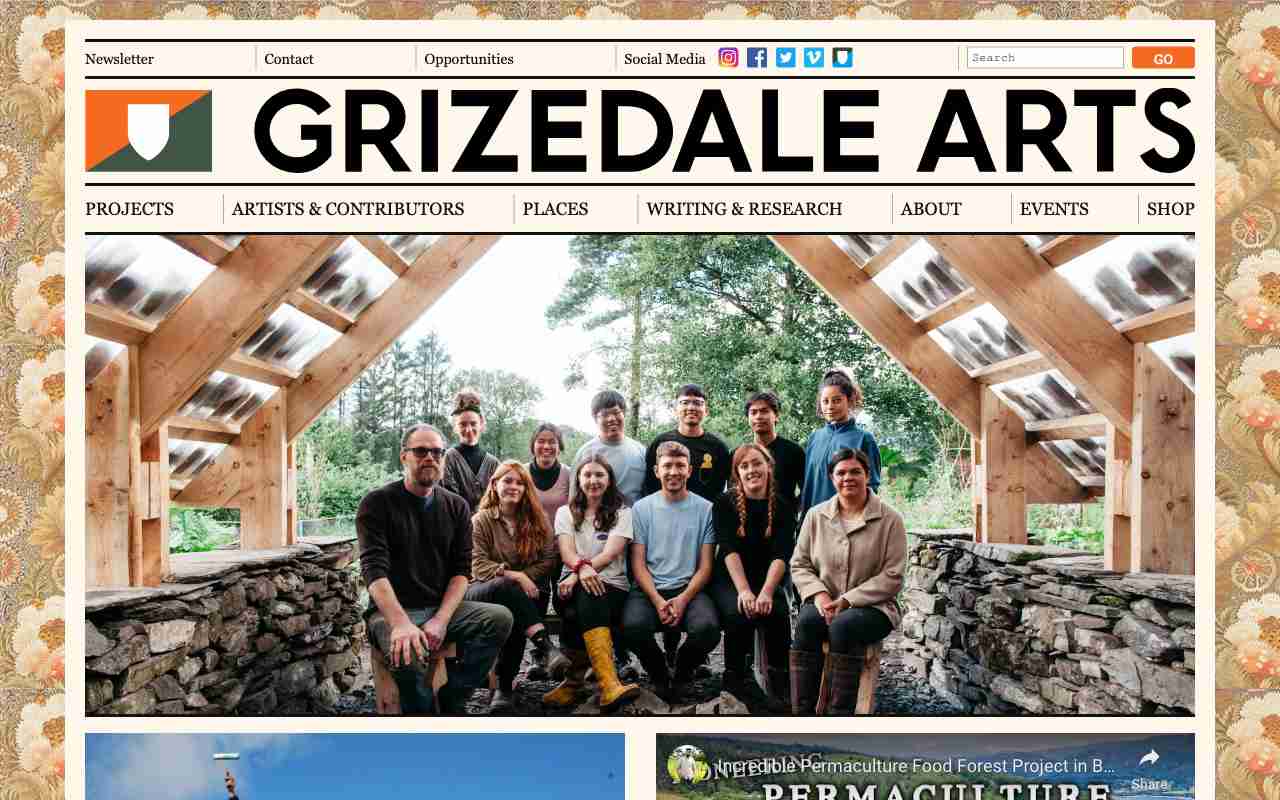 Newsletter
Contact
Opportunities
Social Media
Search
GO
GRIZEDALE ARTS
PROJECTS
ARTISTS & CONTRIBUTORS
PLACES
WRITING & RESEARCH
ABOUT
EVENTS
SHOP
Incredible Permaculture Food Forest Project in B...
Share
PERMACULTURE